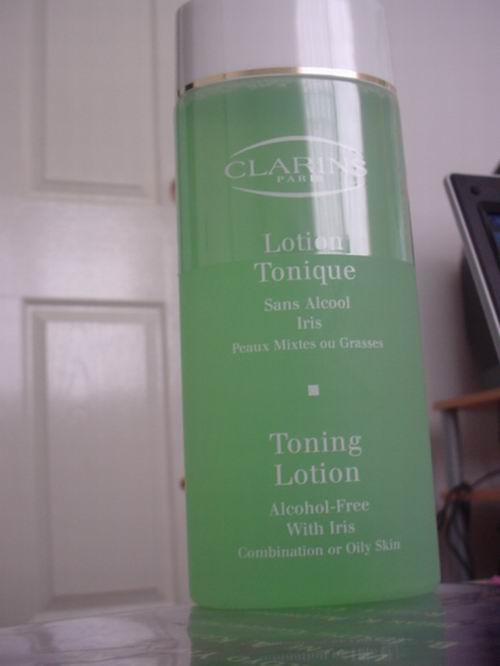 CLARINS
PARIS
Lotion
Tonique
Sans Alcool
Iris
Peaux Mixtes ou Grasses
Toning
Lotion
Alcohol-Free
With Iris
Combination or Oily Skin